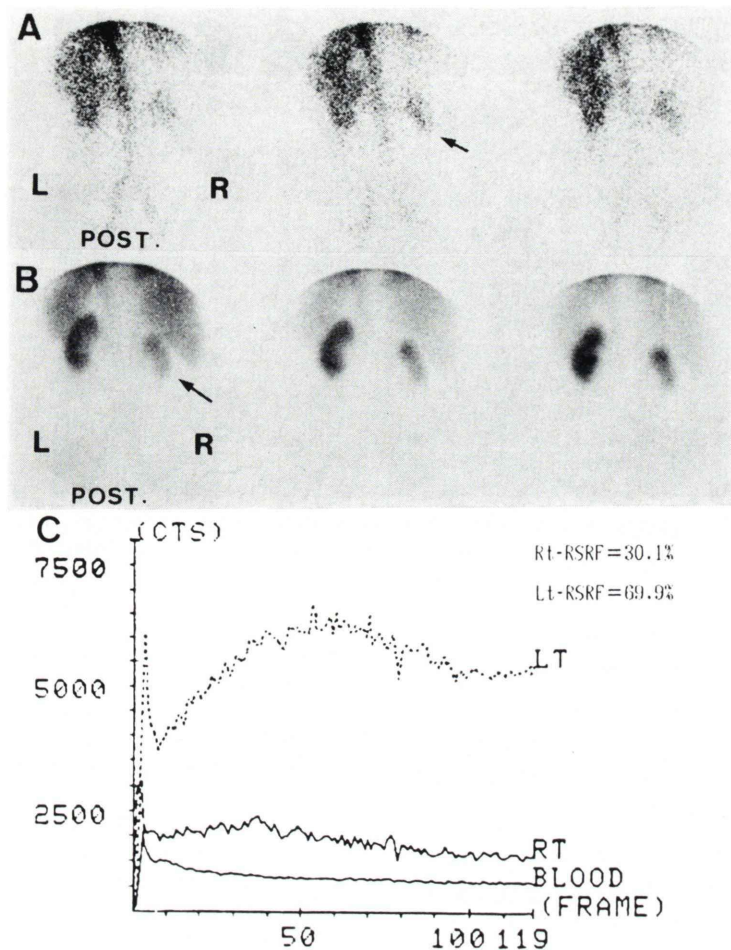 A
L
R
POST.
B
L
R
POST.
C
(CTS)
7500
Rt-RSRF=30.1%
Lt-RSRF=69.9%
LT
5000
2500
RT
BLOOD
(FRAME)
50
100 119